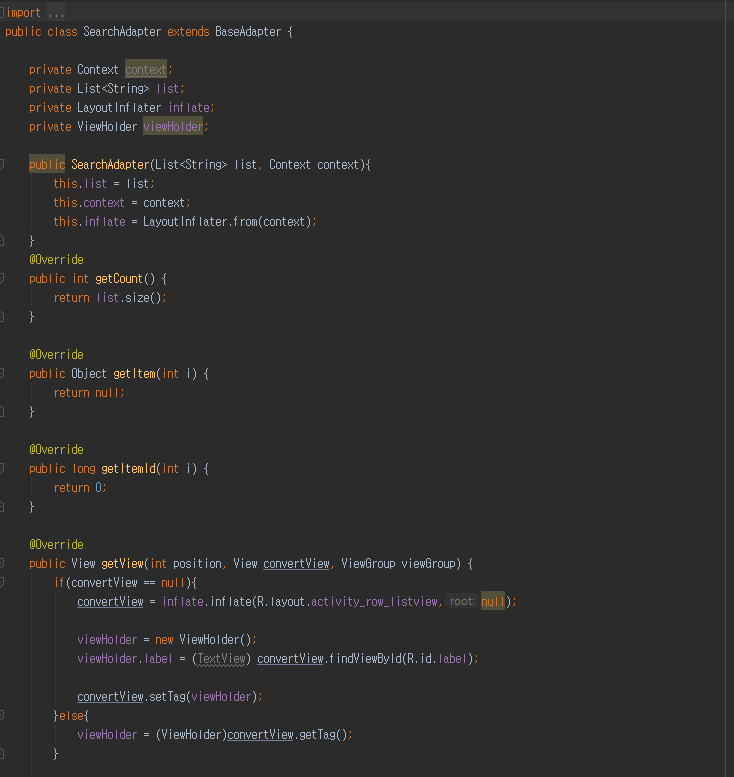 import ...
public class SearchAdapter extends BaseAdapter {
private Context context;
private List<String> list;
private LayoutInflater inflate;
private ViewHolder viewHolder;
public SearchAdapter(List<String> list, Context context){
this.list = list;
this.context = context;
this.inflate = LayoutInflater.from(context);
}
@Override
public int getCount() {
return list.size();
}
@Override
public Object getItem(int i) {
return null;
}
@Override
public long getItemId(int i) {
return 0;
}
@Override
public View getView(int position, View convertView, ViewGroup viewGroup) {
if(convertView == null){
convertView = inflate.inflate(R.layout.activity_row_listview, root: null);
viewHolder = new ViewHolder();
viewHolder.label = (TextView) convertView.findViewById(R.id.label);
convertView.setTag(viewHolder);
}else{
viewHolder = (ViewHolder)convertView.getTag();
}